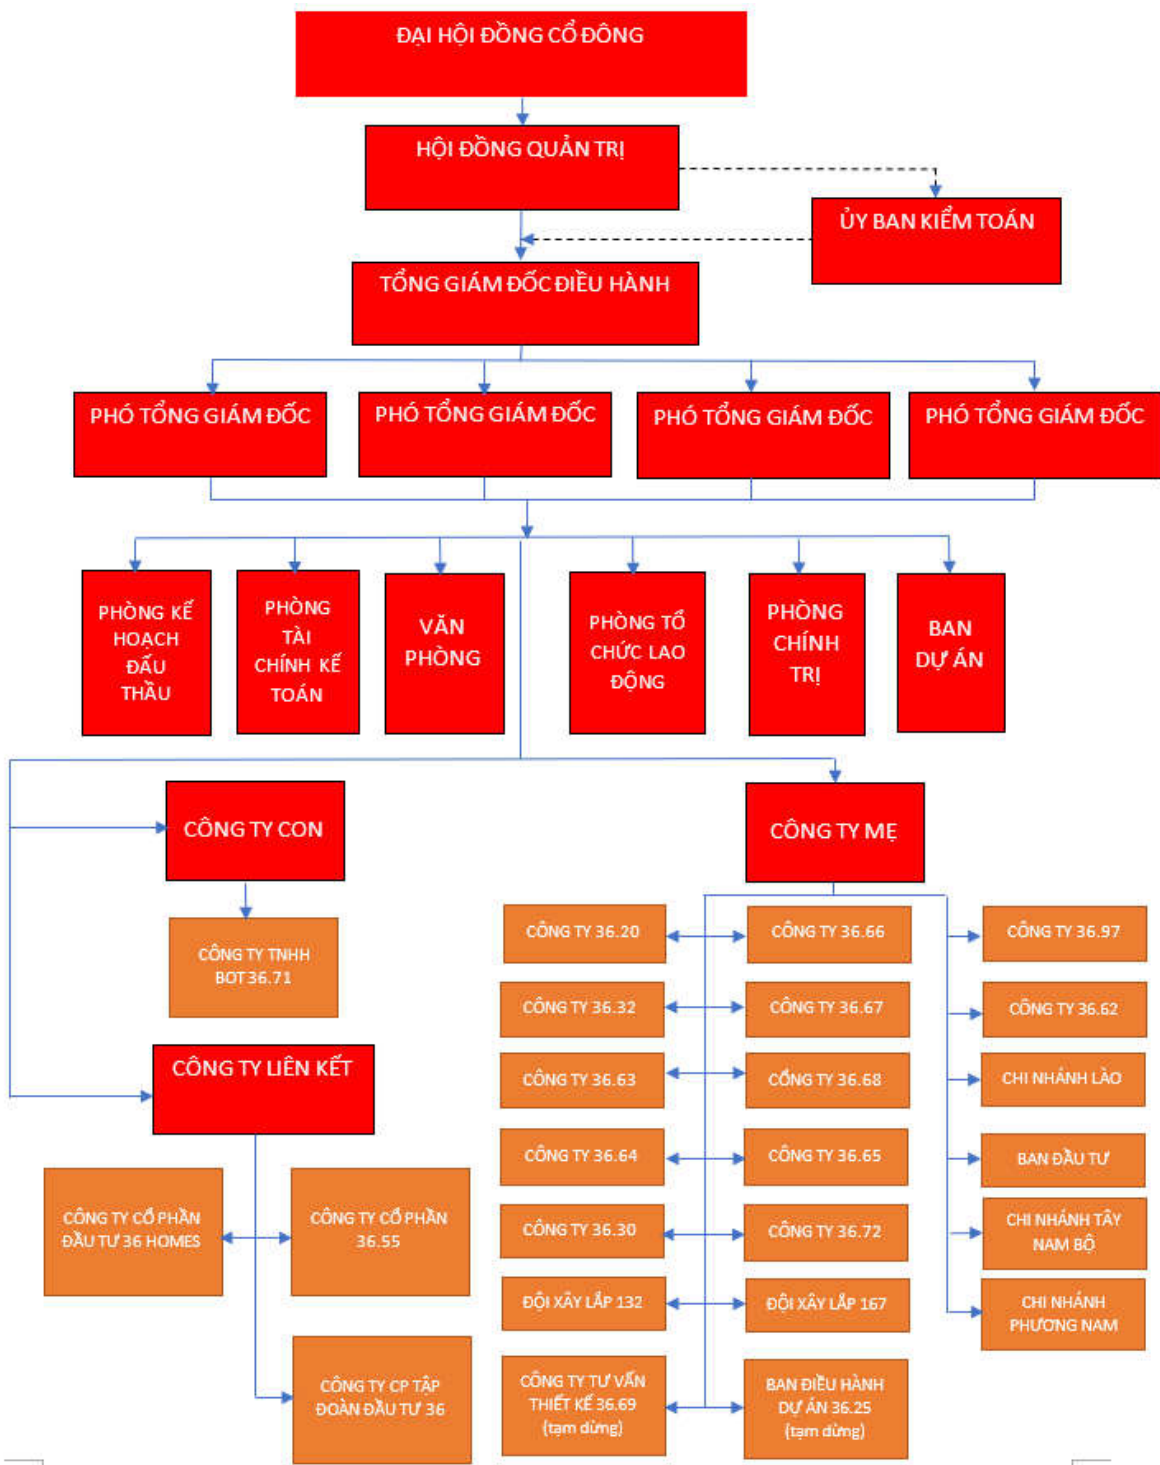 ĐẠI HỘI ĐỒNG CỔ ĐÔNG
HỘI ĐỒNG QUẢN TRỊ
ỦY BAN KIỂM TOÁN
TỔNG GIÁM ĐỐC ĐIỀU HÀNH
PHÓ TỔNG GIÁM ĐỐC
PHÓ TỔNG GIÁM ĐỐC
PHÓ TỔNG GIÁM ĐỐC
PHÓ TỔNG GIÁM ĐỐC
PHÒNG KẾ
HOẠCH
ĐẤU
THẦU
PHÒNG
TÀI
CHÍNH KẾ
TOÁN
VĂN
PHÒNG
PHÒNG TỔ
CHỨC LAO
ĐỘNG
PHÒNG
CHÍNH
TRỊ
BAN
DỰ ÁN
CÔNG TY CON
CÔNG TY MẸ
CÔNG TY TNHH
BOT 36.71
CÔNG TY LIÊN KẾT
CÔNG TY CỔ PHẦN
ĐẦU TƯ 36 HOMES
CÔNG TY CỔ PHẦN
36.55
CÔNG TY CP TẬP
ĐOÀN ĐẦU TƯ 36
CÔNG TY 36.20
CÔNG TY 36.66
CÔNG TY 36.97
CÔNG TY 36.32
CÔNG TY 36.67
CÔNG TY 36.62
CÔNG TY 36.63
CÔNG TY 36.68
CHI NHÁNH LÀO
CÔNG TY 36.64
CÔNG TY 36.65
BAN ĐẦU TƯ
CÔNG TY 36.30
CÔNG TY 36.72
CHI NHÁNH TÂY
NAM BỘ
ĐỘI XÂY LẮP 132
ĐỘI XÂY LẮP 167
CHI NHÁNH
PHƯƠNG NAM
CÔNG TY TƯ VẤN
THIẾT KẾ 36.69
(tạm dừng)
BAN ĐIỀU HÀNH
DỰ ÁN 36.25
(tạm dừng)